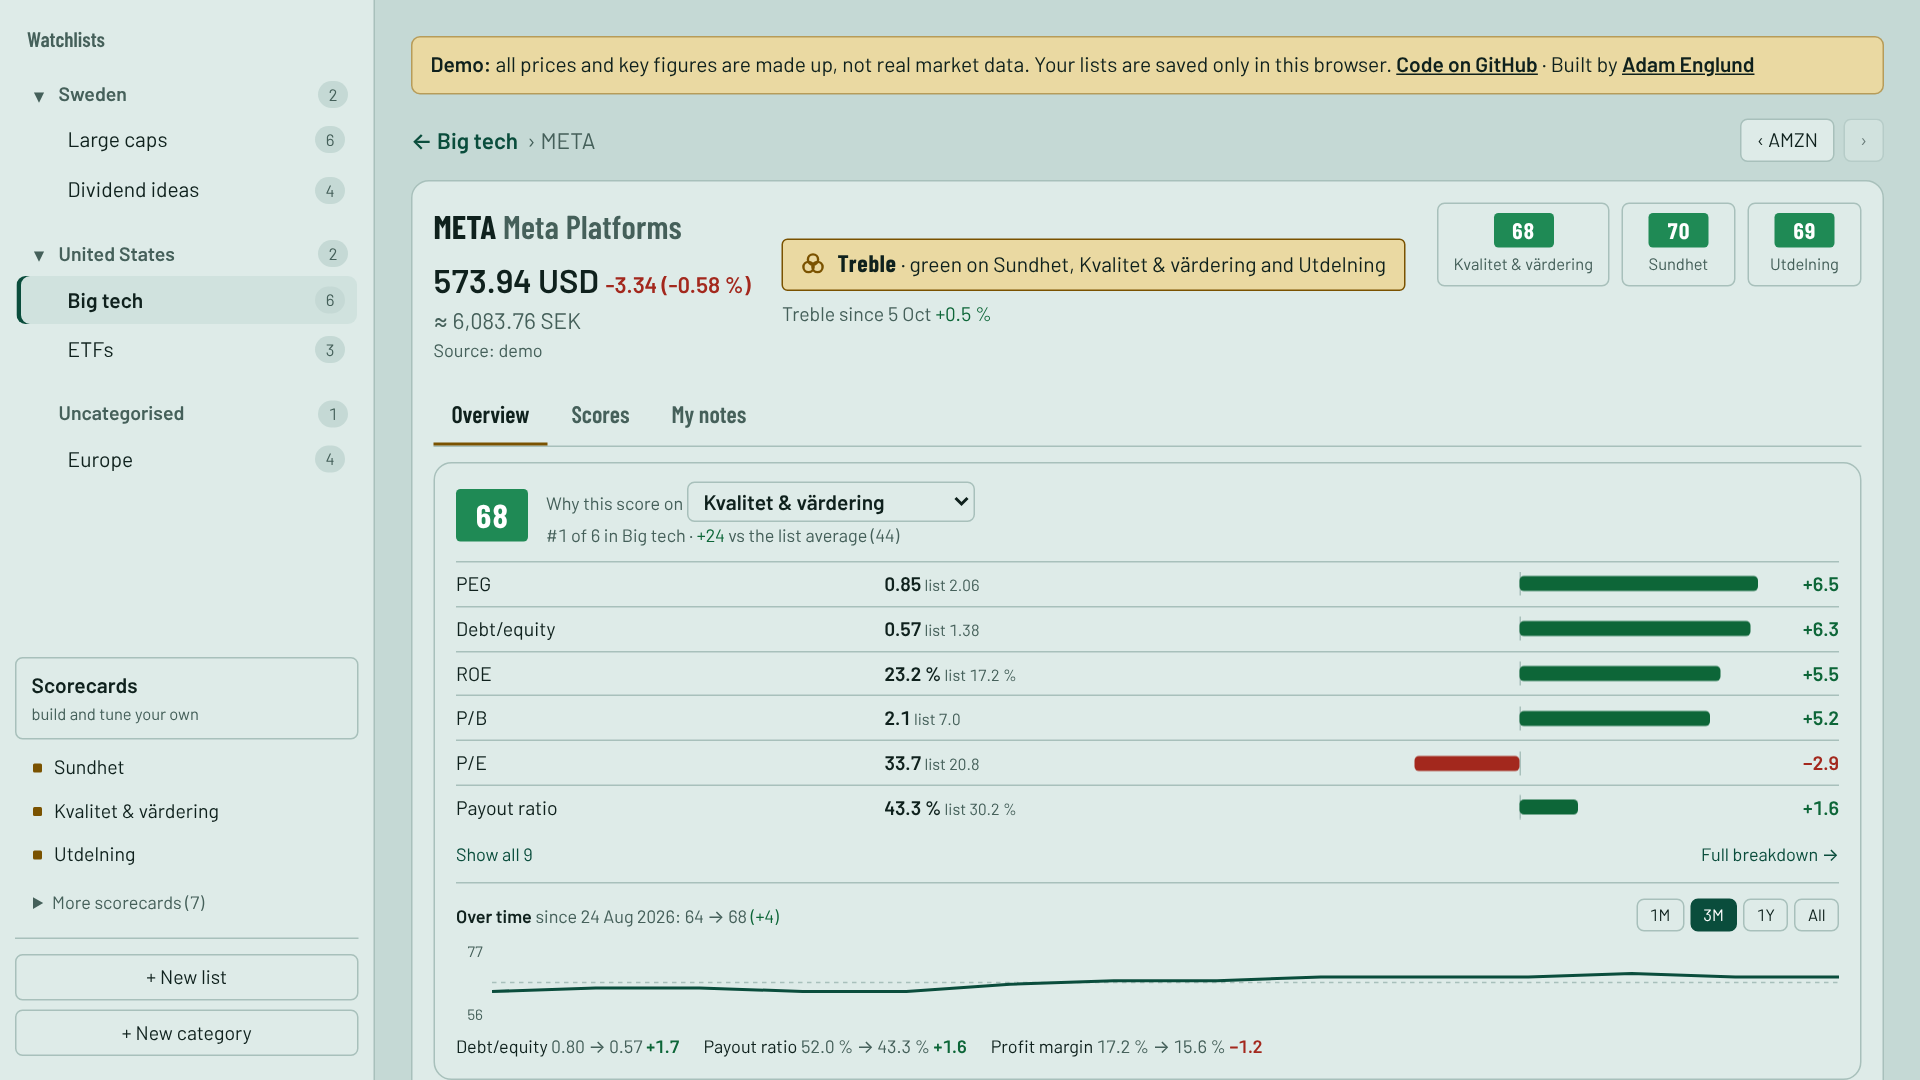 Watchlists
▼ Sweden 2
Large caps 6
Dividend ideas 4
▼ United States 2
Big tech 6
ETFs 3
Uncategorised 1
Europe 4
Scorecards
build and tune your own
Sundhet
Kvalitet & värdering
Utdelning
▶ More scorecards (7)
+ New list
+ New category
Demo: all prices and key figures are made up, not real market data. Your lists are saved only in this browser. Code on GitHub · Built by Adam Englund
← Big tech › META
‹ AMZN ›
META Meta Platforms
573.94 USD -3.34 (-0.58 %)
≈ 6,083.76 SEK
Source: demo
Treble · green on Sundhet, Kvalitet & värdering and Utdelning
Treble since 5 Oct +0.5 %
68 Kvalitet & värdering
70 Sundhet
69 Utdelning
Overview Scores My notes
68 Why this score on Kvalitet & värdering
#1 of 6 in Big tech · +24 vs the list average (44)
PEG 0.85 list 2.06 +6.5
Debt/equity 0.57 list 1.38 +6.3
ROE 23.2 % list 17.2 % +5.5
P/B 2.1 list 7.0 +5.2
P/E 33.7 list 20.8 −2.9
Payout ratio 43.3 % list 30.2 % +1.6
Show all 9 Full breakdown →
Over time since 24 Aug 2026: 64 → 68 (+4) 1M 3M 1Y All
77
56
Debt/equity 0.80 → 0.57 +1.7 Payout ratio 52.0 % → 43.3 % +1.6 Profit margin 17.2 % → 15.6 % −1.2